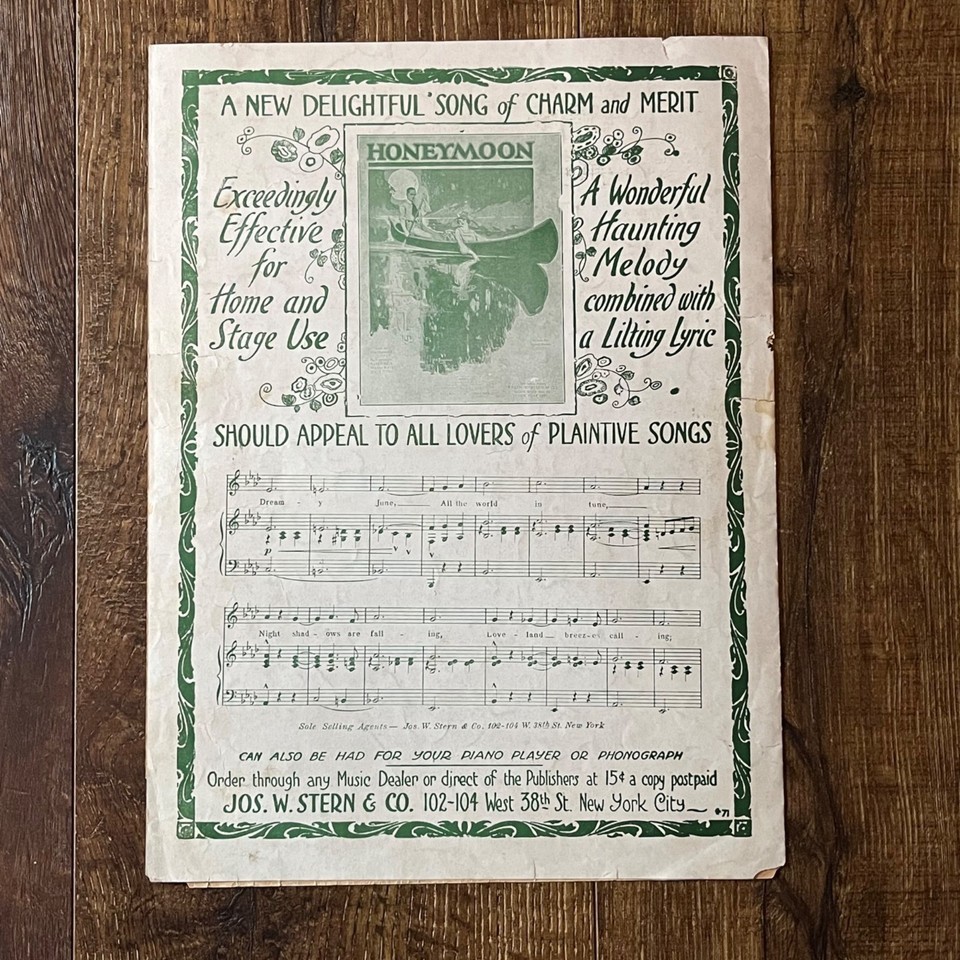 A NEW DELIGHTFUL SONG of CHARM and MERIT
HONEYMOON
Exceedingly
Effective
for
Home and
Stage Use
A Wonderful
Haunting
Melody
combined with
a Lilting Lyric
SHOULD APPEAL TO ALL LOVERS of PLAINTIVE SONGS
Dream - y June, All the world in tune,
p
Night shad - ows are fall - ing, Love - land breez-es call - ing;
Sole Selling Agents — Jos. W. Stern & Co. 102-104 W. 38th St. New York
CAN ALSO BE HAD FOR YOUR PIANO PLAYER OR PHONOGRAPH
Order through any Music Dealer or direct of the Publishers at 15¢ a copy postpaid
JOS. W. STERN & CO. 102-104 West 38th St. New York City
71